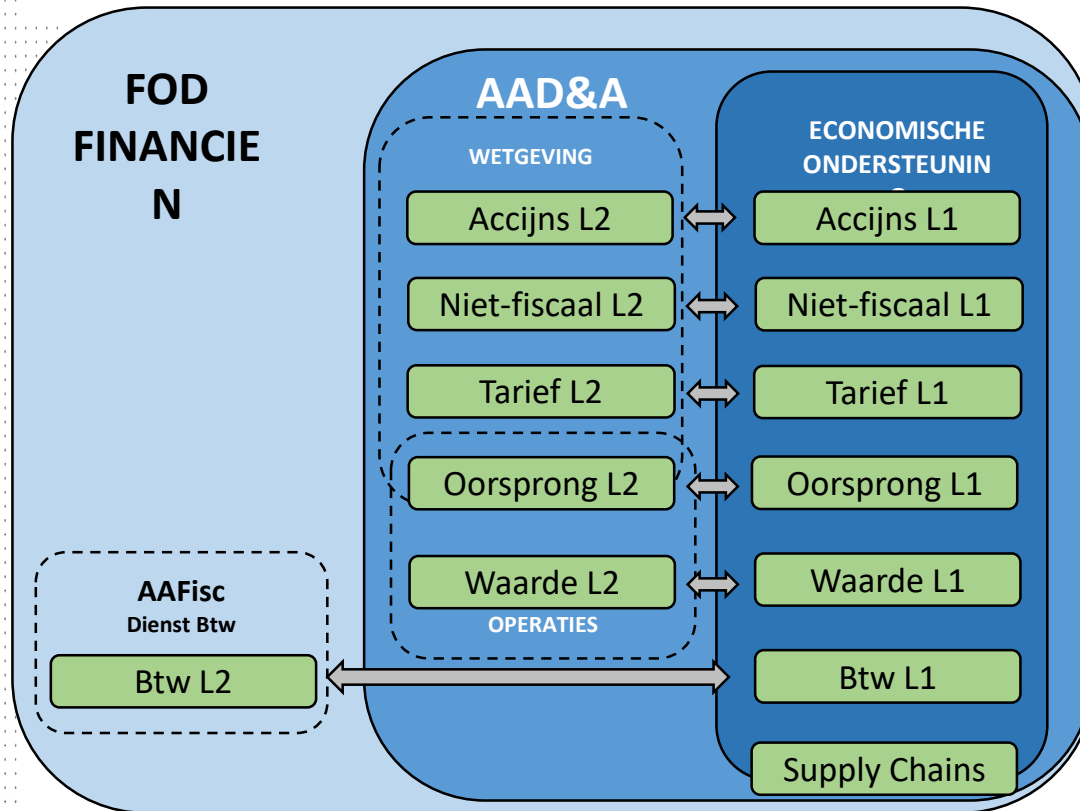 FOD
FINANCIE
N
AAD&A
WETGEVING
ECONOMISCHE
ONDERSTEUNIN
Accijns L2
Accijns L1
Niet-fiscaal L2
Niet-fiscaal L1
Tarief L2
Tarief L1
Oorsprong L2
Oorsprong L1
Waarde L2
Waarde L1
OPERATIES
AAFisc
Dienst Btw
Btw L2
Btw L1
Supply Chains